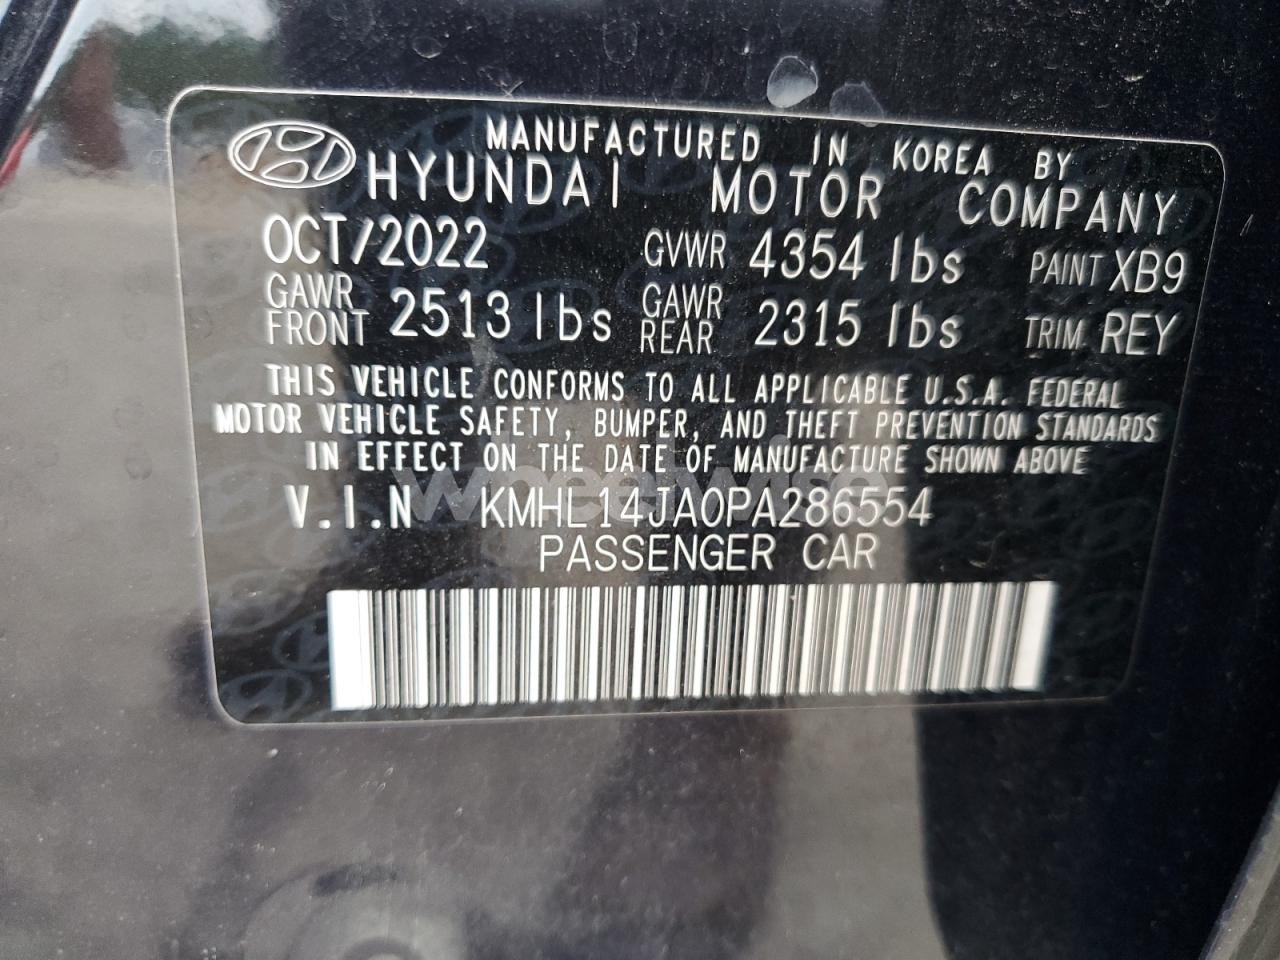 MANUFACTURED IN KOREA BY
HYUNDAI MOTOR COMPANY
OCT/2022 GVWR 4354 lbs PAINT XB9
GAWR FRONT 2513 lbs GAWR REAR 2315 lbs TRIM REY
THIS VEHICLE CONFORMS TO ALL APPLICABLE U.S.A. FEDERAL
MOTOR VEHICLE SAFETY, BUMPER, AND THEFT PREVENTION STANDARDS
IN EFFECT ON THE DATE OF MANUFACTURE SHOWN ABOVE
wheelwise
V.I.N KMHL14JA0PA286554
PASSENGER CAR